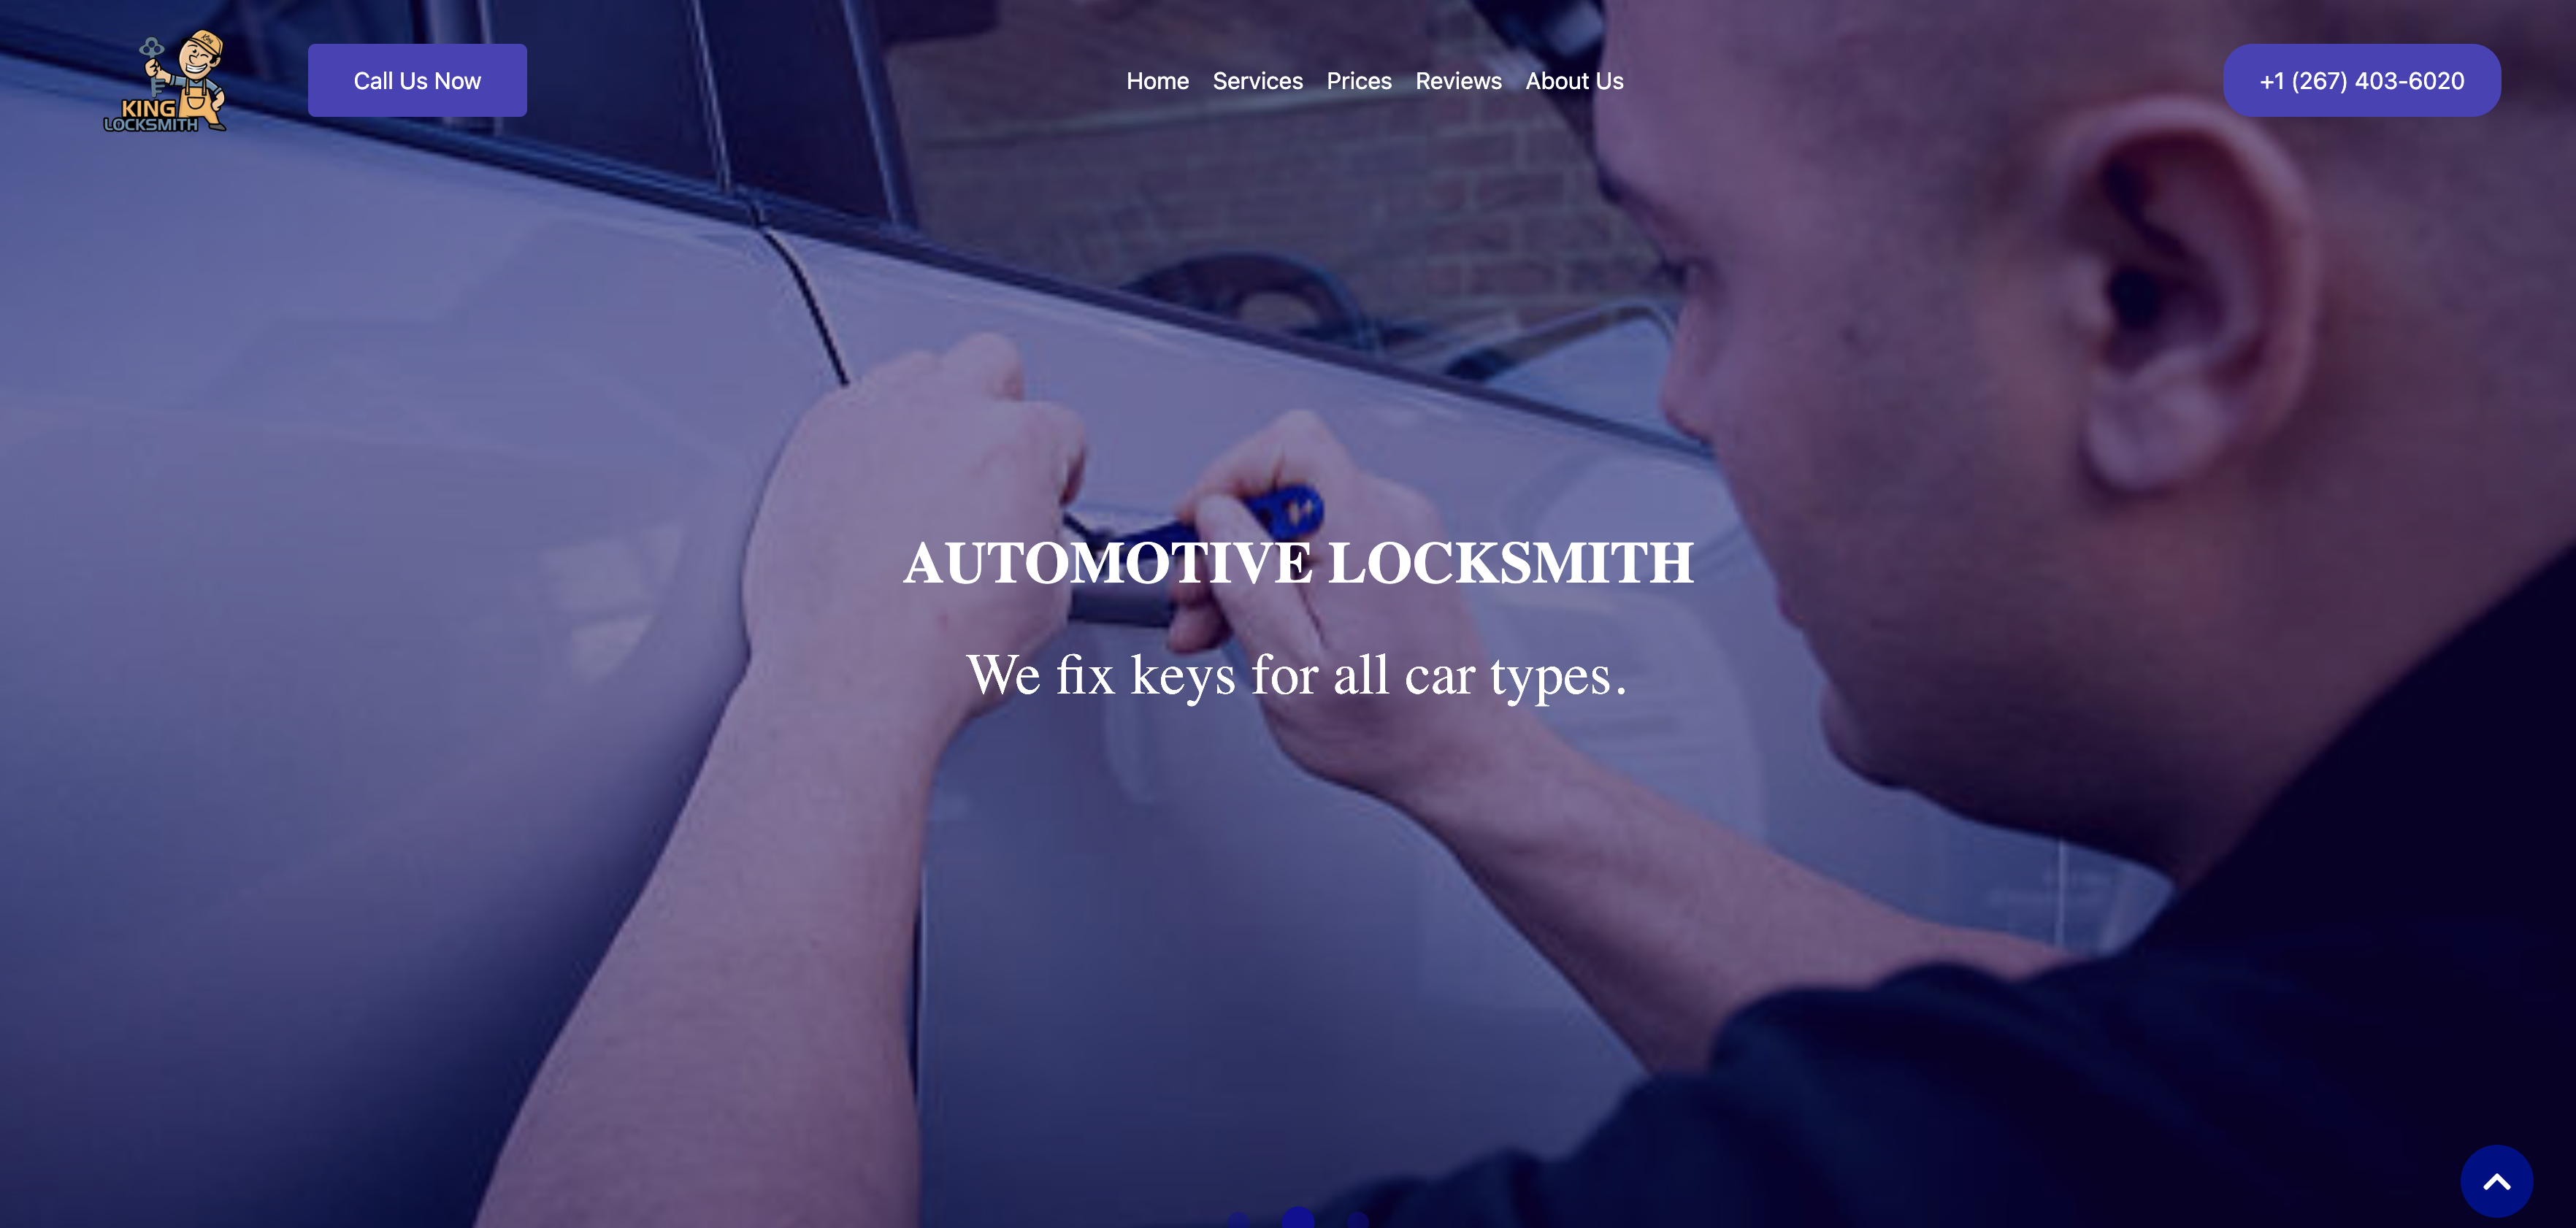 KING
KING
LOCKSMITH
Call Us Now
Home Services Prices Reviews About Us
+1 (267) 403-6020
AUTOMOTIVE LOCKSMITH
We fix keys for all car types.